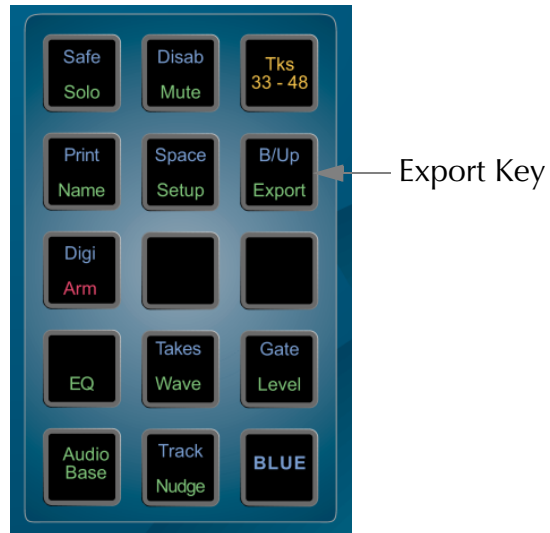 Safe
Solo
Disab
Mute
Tks
33 - 48
Print
Name
Space
Setup
B/Up
Export
Export Key
Digi
Arm
EQ
Takes
Wave
Gate
Level
Audio
Base
Track
Nudge
BLUE